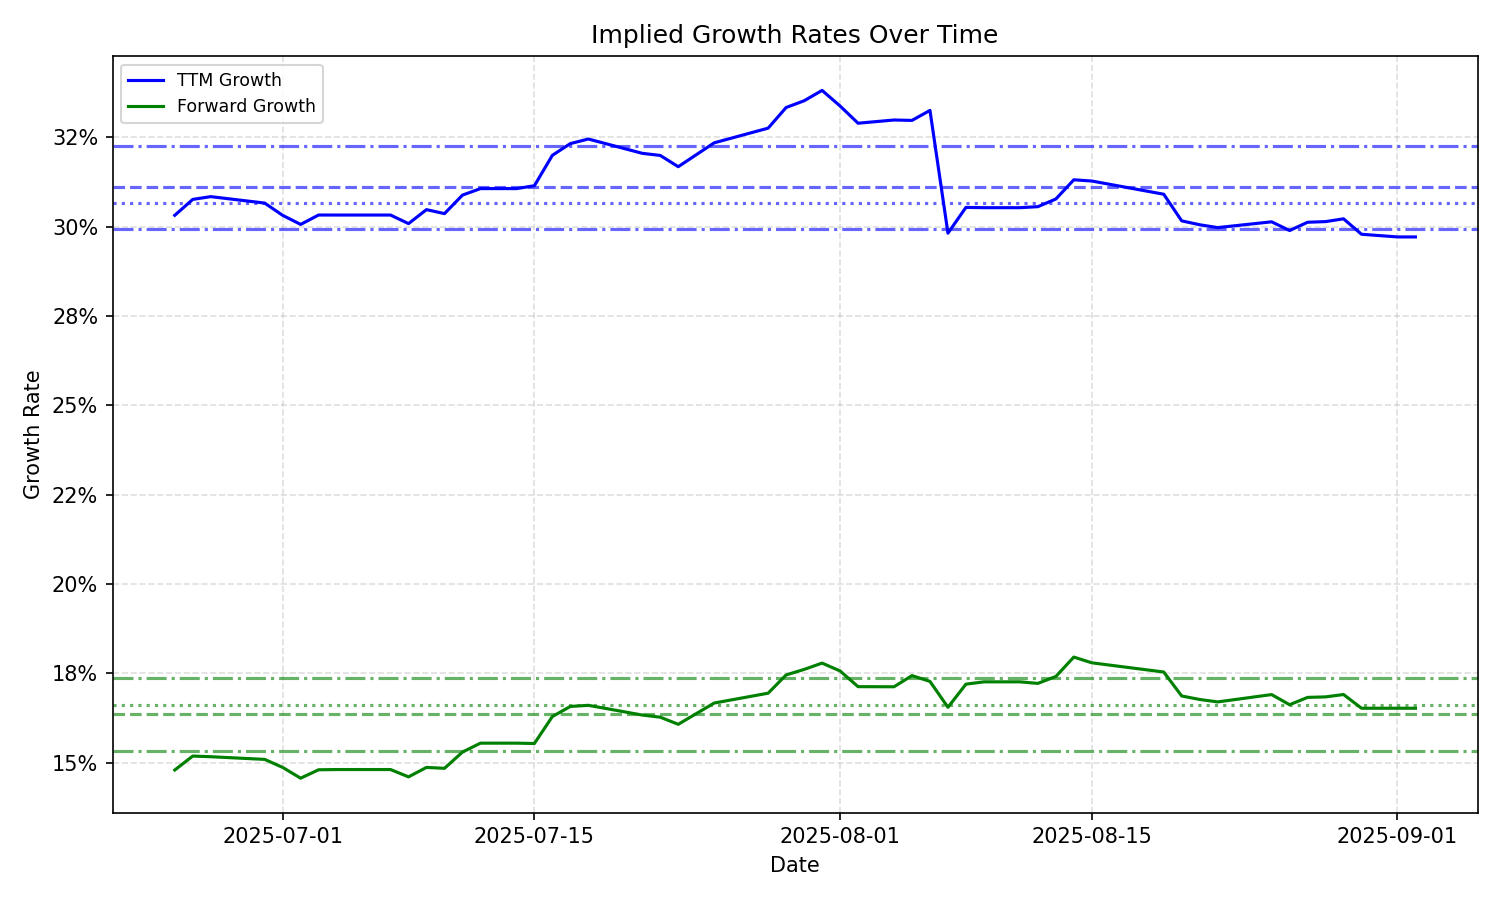 Implied Growth Rates Over Time
TTM Growth
Forward Growth
32%
30%
28%
25%
22%
20%
18%
15%
Growth Rate
2025-07-01
2025-07-15
2025-08-01
2025-08-15
2025-09-01
Date